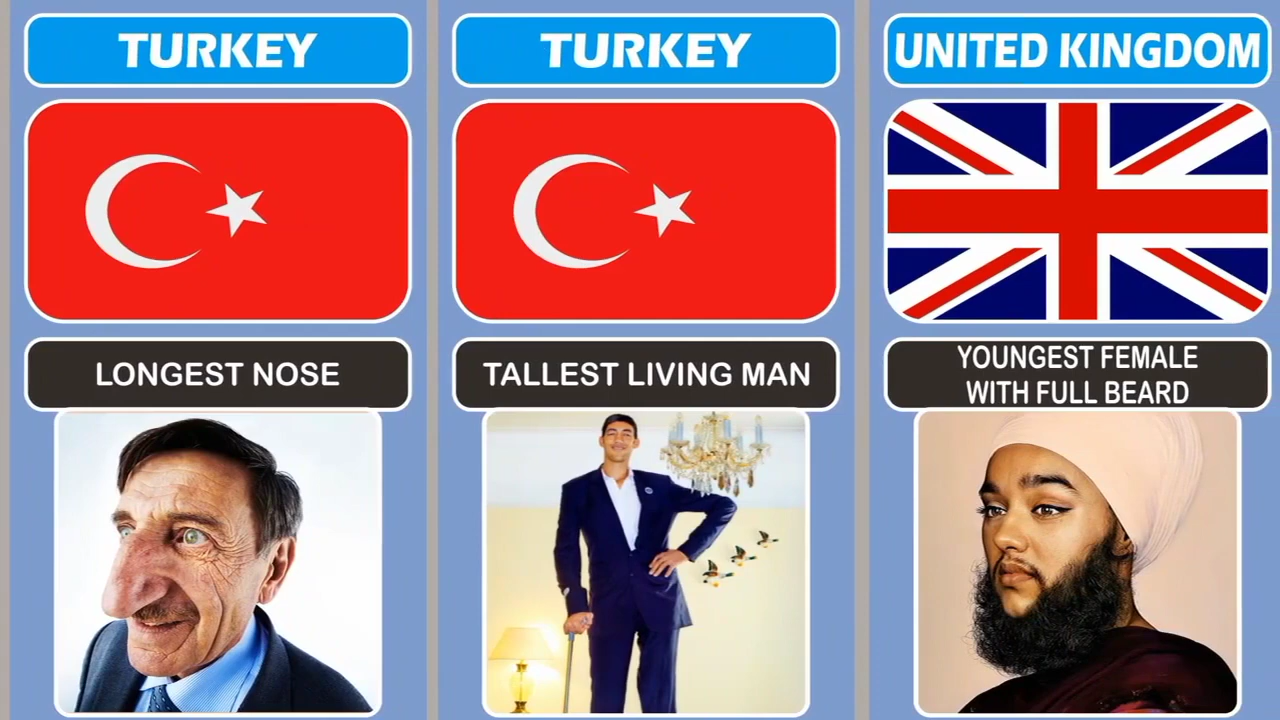 TURKEY
TURKEY
UNITED KINGDOM
LONGEST NOSE
TALLEST LIVING MAN
YOUNGEST FEMALE
WITH FULL BEARD